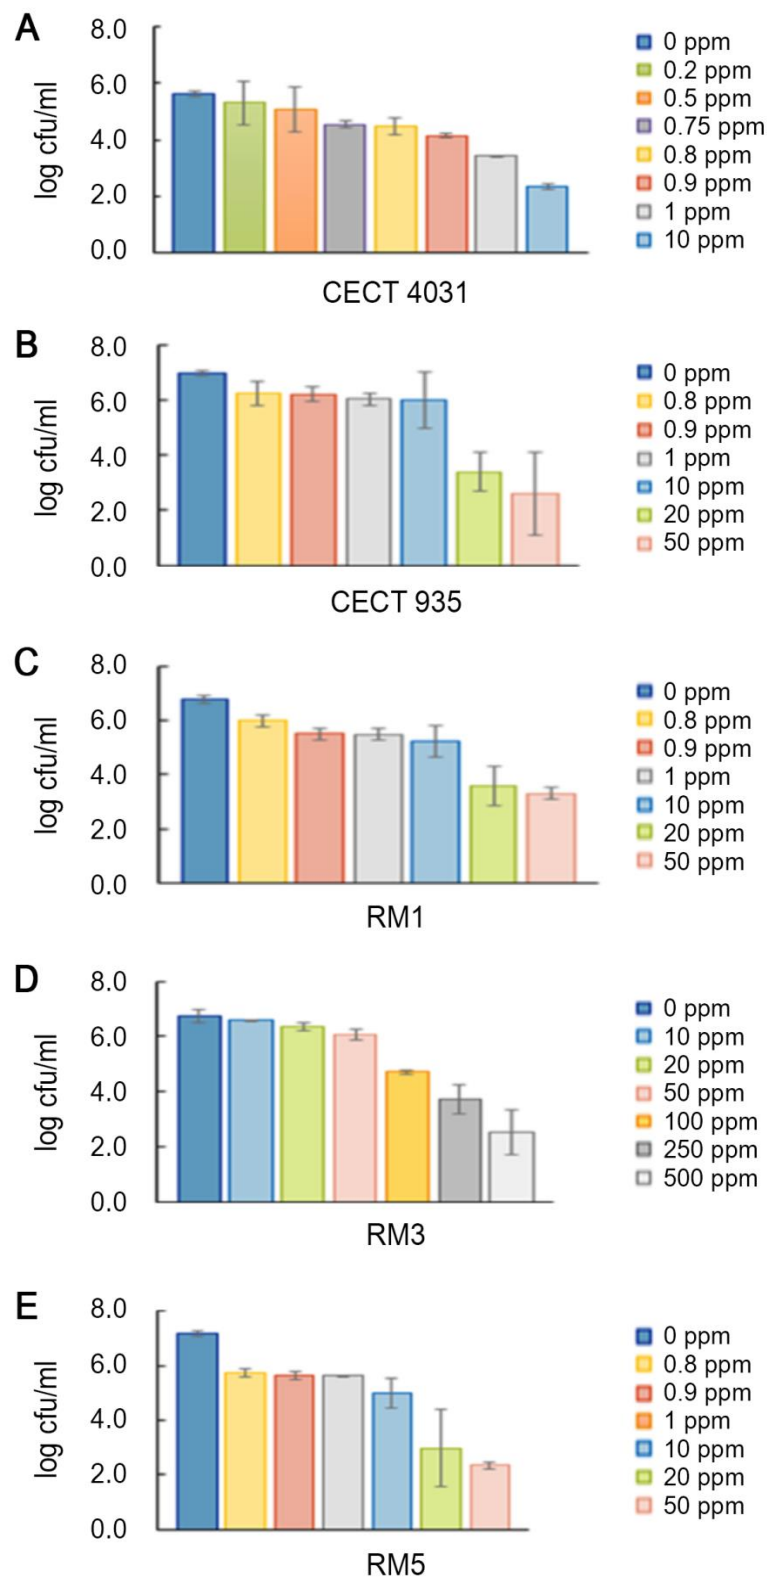 A
log cfu/ml
8.0
6.0
4.0
2.0
0.0
CECT 4031
0 ppm
0.2 ppm
0.5 ppm
0.75 ppm
0.8 ppm
0.9 ppm
1 ppm
10 ppm
B
log cfu/ml
8.0
6.0
4.0
2.0
0.0
CECT 935
0 ppm
0.8 ppm
0.9 ppm
1 ppm
10 ppm
20 ppm
50 ppm
C
log cfu/ml
8.0
6.0
4.0
2.0
0.0
RM1
0 ppm
0.8 ppm
0.9 ppm
1 ppm
10 ppm
20 ppm
50 ppm
D
log cfu/ml
8.0
6.0
4.0
2.0
0.0
RM3
0 ppm
10 ppm
20 ppm
50 ppm
100 ppm
250 ppm
500 ppm
E
log cfu/ml
8.0
6.0
4.0
2.0
0.0
RM5
0 ppm
0.8 ppm
0.9 ppm
1 ppm
10 ppm
20 ppm
50 ppm